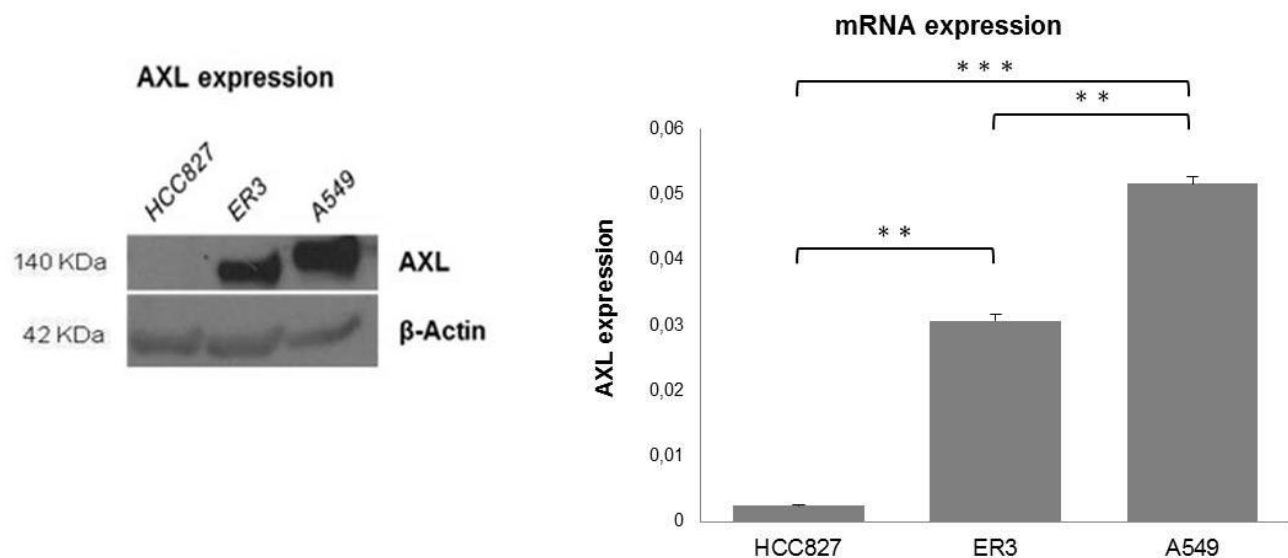 AXL expression
HCC827 ER3 A549
140 KDa AXL
42 KDa β-Actin
mRNA expression
* * *
* *
* *
AXL expression
0,06
0,05
0,04
0,03
0,02
0,01
0
HCC827 ER3 A549